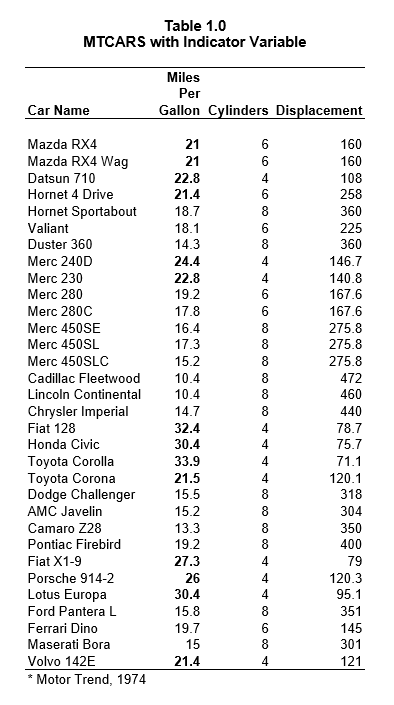 Table 1.0
MTCARS with Indicator Variable
Miles
Per
Car Name Gallon Cylinders Displacement
Mazda RX4 21 6 160
Mazda RX4 Wag 21 6 160
Datsun 710 22.8 4 108
Hornet 4 Drive 21.4 6 258
Hornet Sportabout 18.7 8 360
Valiant 18.1 6 225
Duster 360 14.3 8 360
Merc 240D 24.4 4 146.7
Merc 230 22.8 4 140.8
Merc 280 19.2 6 167.6
Merc 280C 17.8 6 167.6
Merc 450SE 16.4 8 275.8
Merc 450SL 17.3 8 275.8
Merc 450SLC 15.2 8 275.8
Cadillac Fleetwood 10.4 8 472
Lincoln Continental 10.4 8 460
Chrysler Imperial 14.7 8 440
Fiat 128 32.4 4 78.7
Honda Civic 30.4 4 75.7
Toyota Corolla 33.9 4 71.1
Toyota Corona 21.5 4 120.1
Dodge Challenger 15.5 8 318
AMC Javelin 15.2 8 304
Camaro Z28 13.3 8 350
Pontiac Firebird 19.2 8 400
Fiat X1-9 27.3 4 79
Porsche 914-2 26 4 120.3
Lotus Europa 30.4 4 95.1
Ford Pantera L 15.8 8 351
Ferrari Dino 19.7 6 145
Maserati Bora 15 8 301
Volvo 142E 21.4 4 121
* Motor Trend, 1974